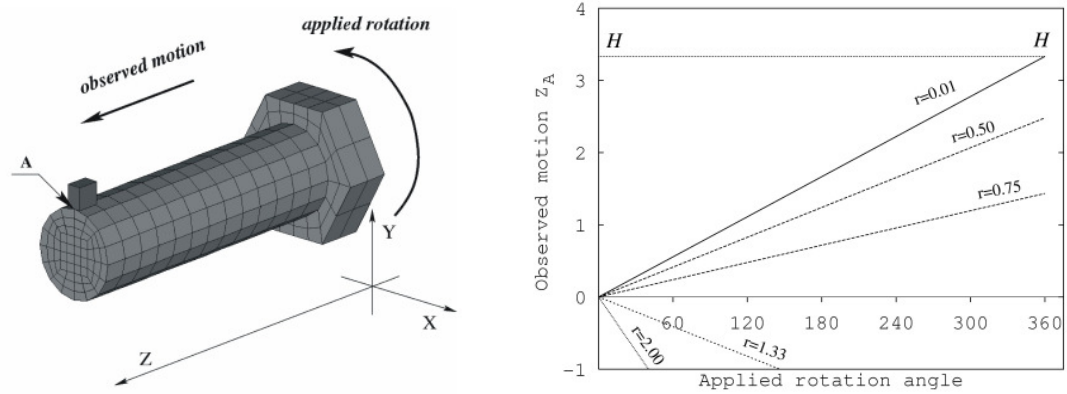 applied rotation
observed motion
A
Y
X
Z
Observed motion Z_A
4
3
2
1
0
-1
H H
r=0.01
r=0.50
r=0.75
r=1.33
r=2.00
60 120 180 240 300 360
Applied rotation angle